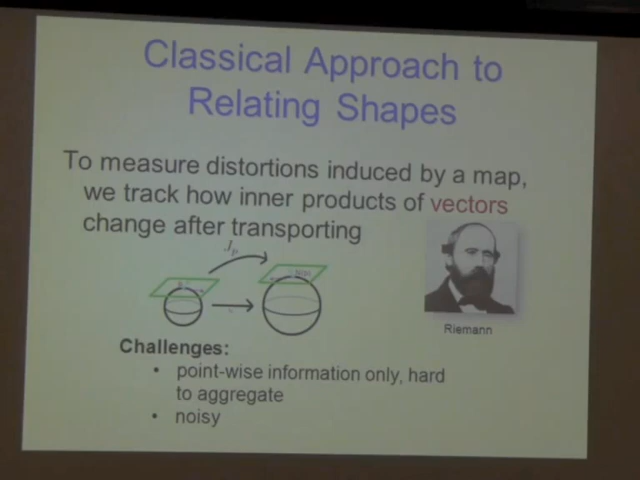 Classical Approach to
Relating Shapes
To measure distortions induced by a map,
we track how inner products of vectors
change after transporting
Jp
Riemann
Challenges:
• point-wise information only, hard
to aggregate
• noisy